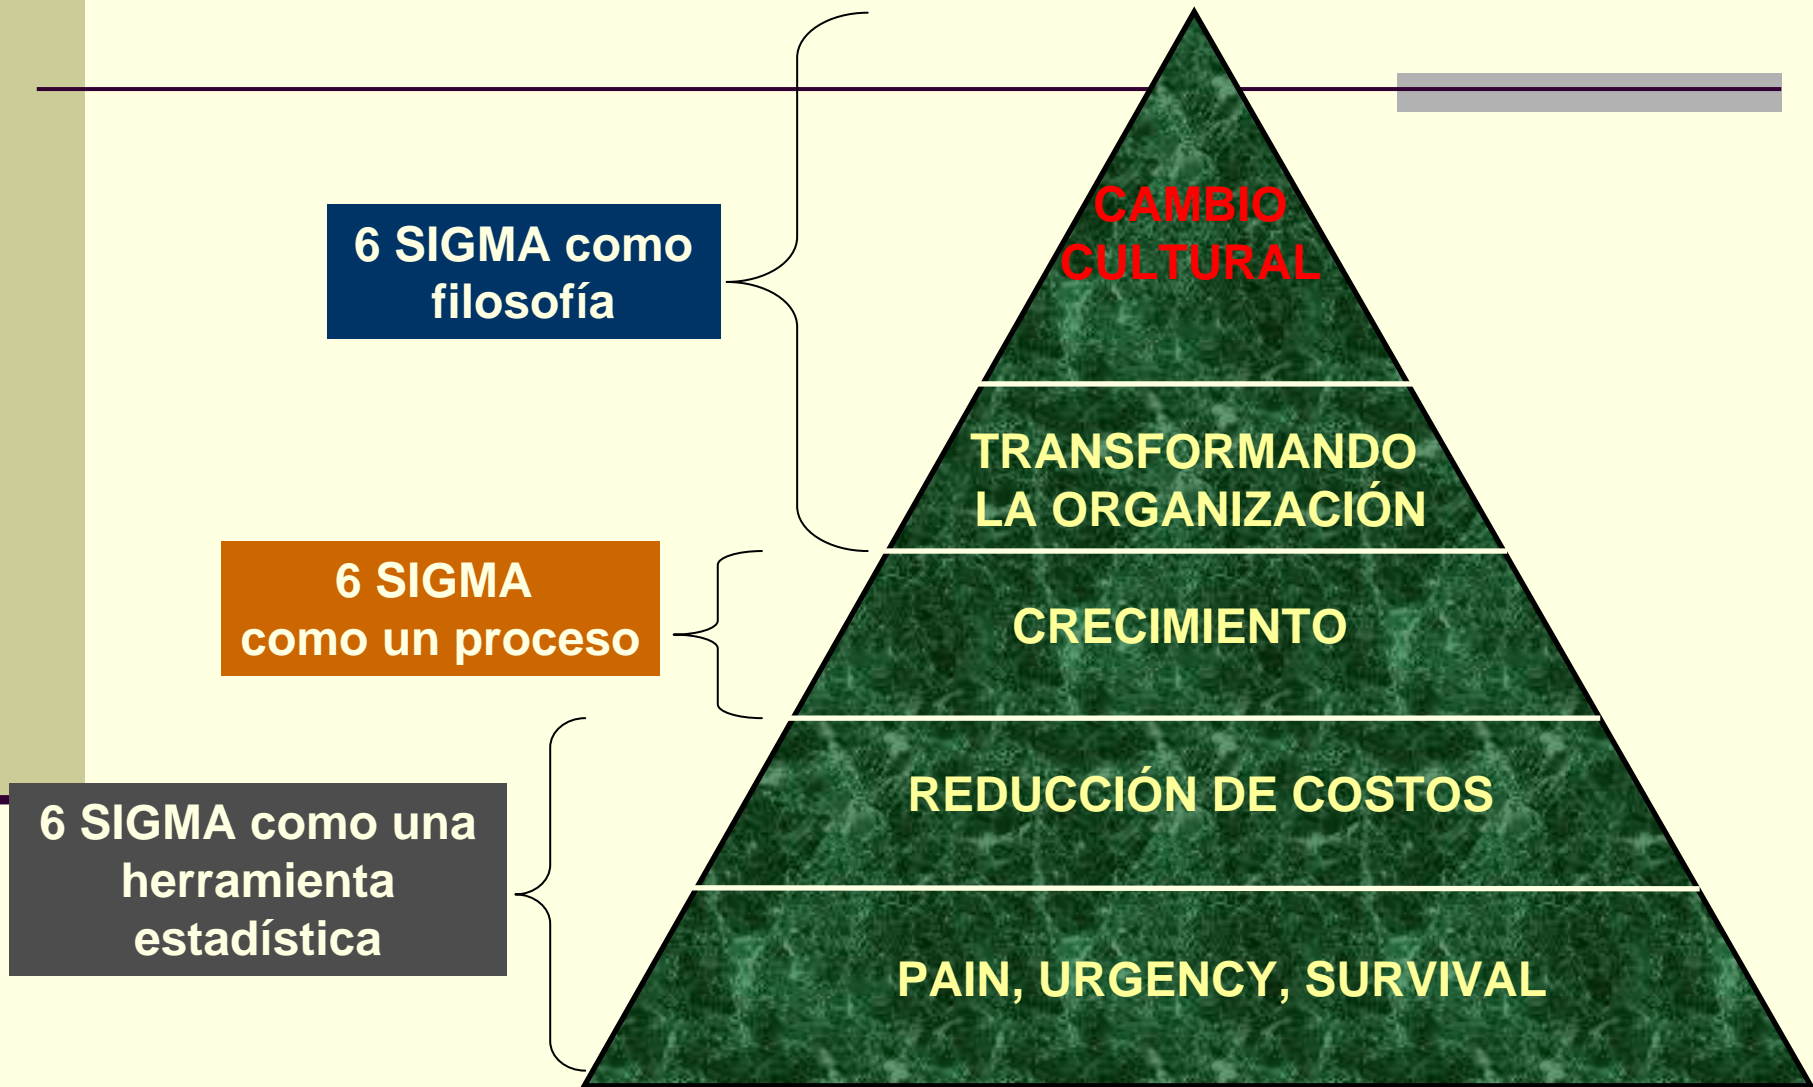 6 SIGMA como
filosofía
CAMBIO
CULTURAL
TRANSFORMANDO
LA ORGANIZACIÓN
6 SIGMA
como un proceso
CRECIMIENTO
6 SIGMA como una
herramienta
estadística
REDUCCIÓN DE COSTOS
PAIN, URGENCY, SURVIVAL